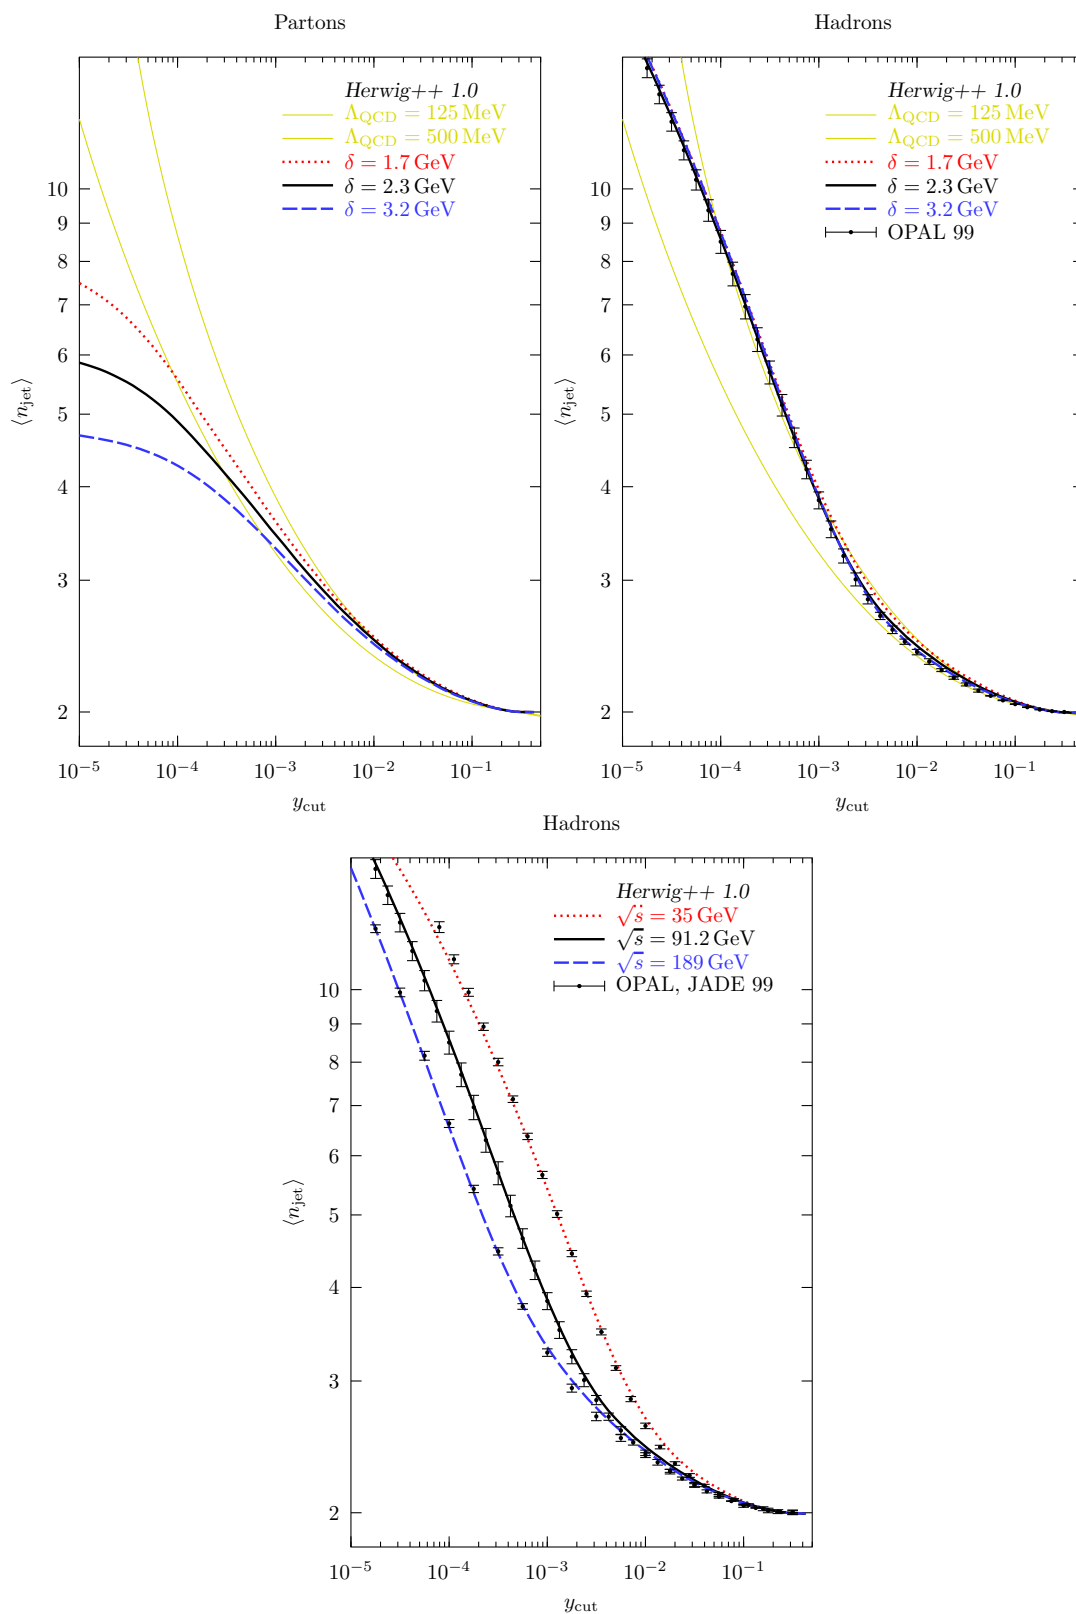 Partons
Herwig++ 1.0
Λ_QCD = 125 MeV
Λ_QCD = 500 MeV
δ = 1.7 GeV
δ = 2.3 GeV
δ = 3.2 GeV
⟨n_jet⟩
10
9
8
7
6
5
4
3
2
10⁻⁵ 10⁻⁴ 10⁻³ 10⁻² 10⁻¹
y_cut
Hadrons
Herwig++ 1.0
Λ_QCD = 125 MeV
Λ_QCD = 500 MeV
δ = 1.7 GeV
δ = 2.3 GeV
δ = 3.2 GeV
OPAL 99
⟨n_jet⟩
10
9
8
7
6
5
4
3
2
10⁻⁵ 10⁻⁴ 10⁻³ 10⁻² 10⁻¹
y_cut
Hadrons
Herwig++ 1.0
√s = 35 GeV
√s = 91.2 GeV
√s = 189 GeV
OPAL, JADE 99
⟨n_jet⟩
10
9
8
7
6
5
4
3
2
10⁻⁵ 10⁻⁴ 10⁻³ 10⁻² 10⁻¹
y_cut